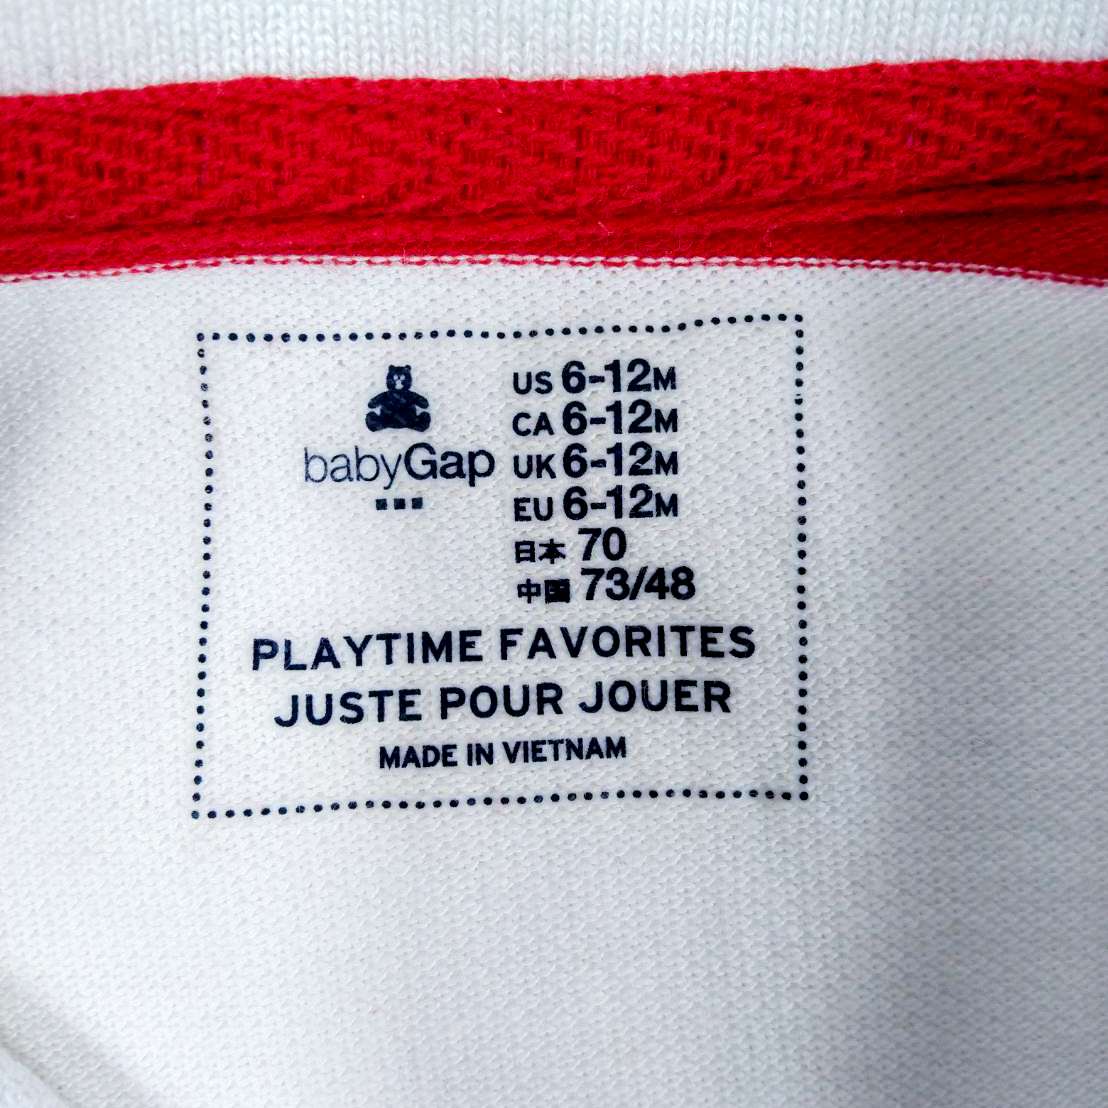 babyGap
US 6-12M
CA 6-12M
UK 6-12M
EU 6-12M
日本 70
中国 73/48
PLAYTIME FAVORITES
JUSTE POUR JOUER
MADE IN VIETNAM